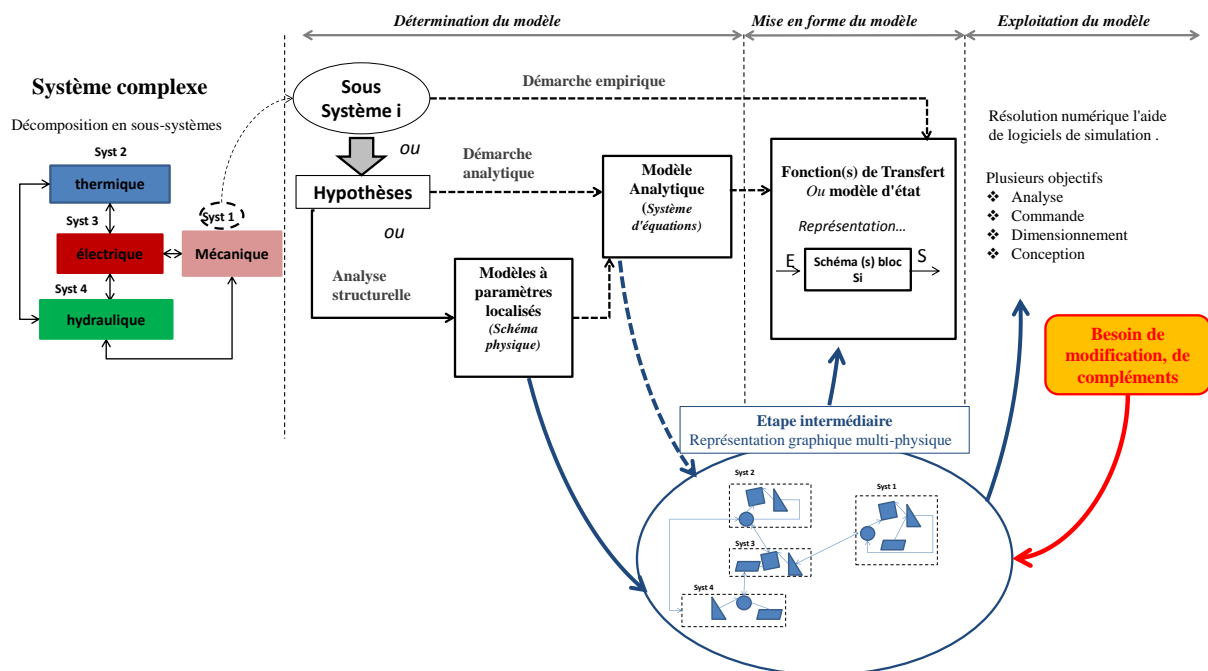 Détermination du modèle
Mise en forme du modèle
Exploitation du modèle
Système complexe
Décomposition en sous-systèmes
Syst 2
thermique
Syst 3
électrique
Syst 4
hydraulique
Syst 1
Mécanique
Sous
Système i
ou
Hypothèses
ou
Démarche empirique
Démarche
analytique
Analyse
structurelle
Modèles à
paramètres
localisés
(Schéma
physique)
Modèle
Analytique
(Système
d'équations)
Fonction(s) de Transfert
Ou modèle d'état
Représentation...
E
Schéma (s) bloc
Si
S
Résolution numérique l'aide
de logiciels de simulation .
Plusieurs objectifs
❖ Analyse
❖ Commande
❖ Dimensionnement
❖ Conception
Besoin de
modification, de
compléments
Etape intermédiaire
Représentation graphique multi-physique
Syst 2
Syst 1
Syst 3
Syst 4